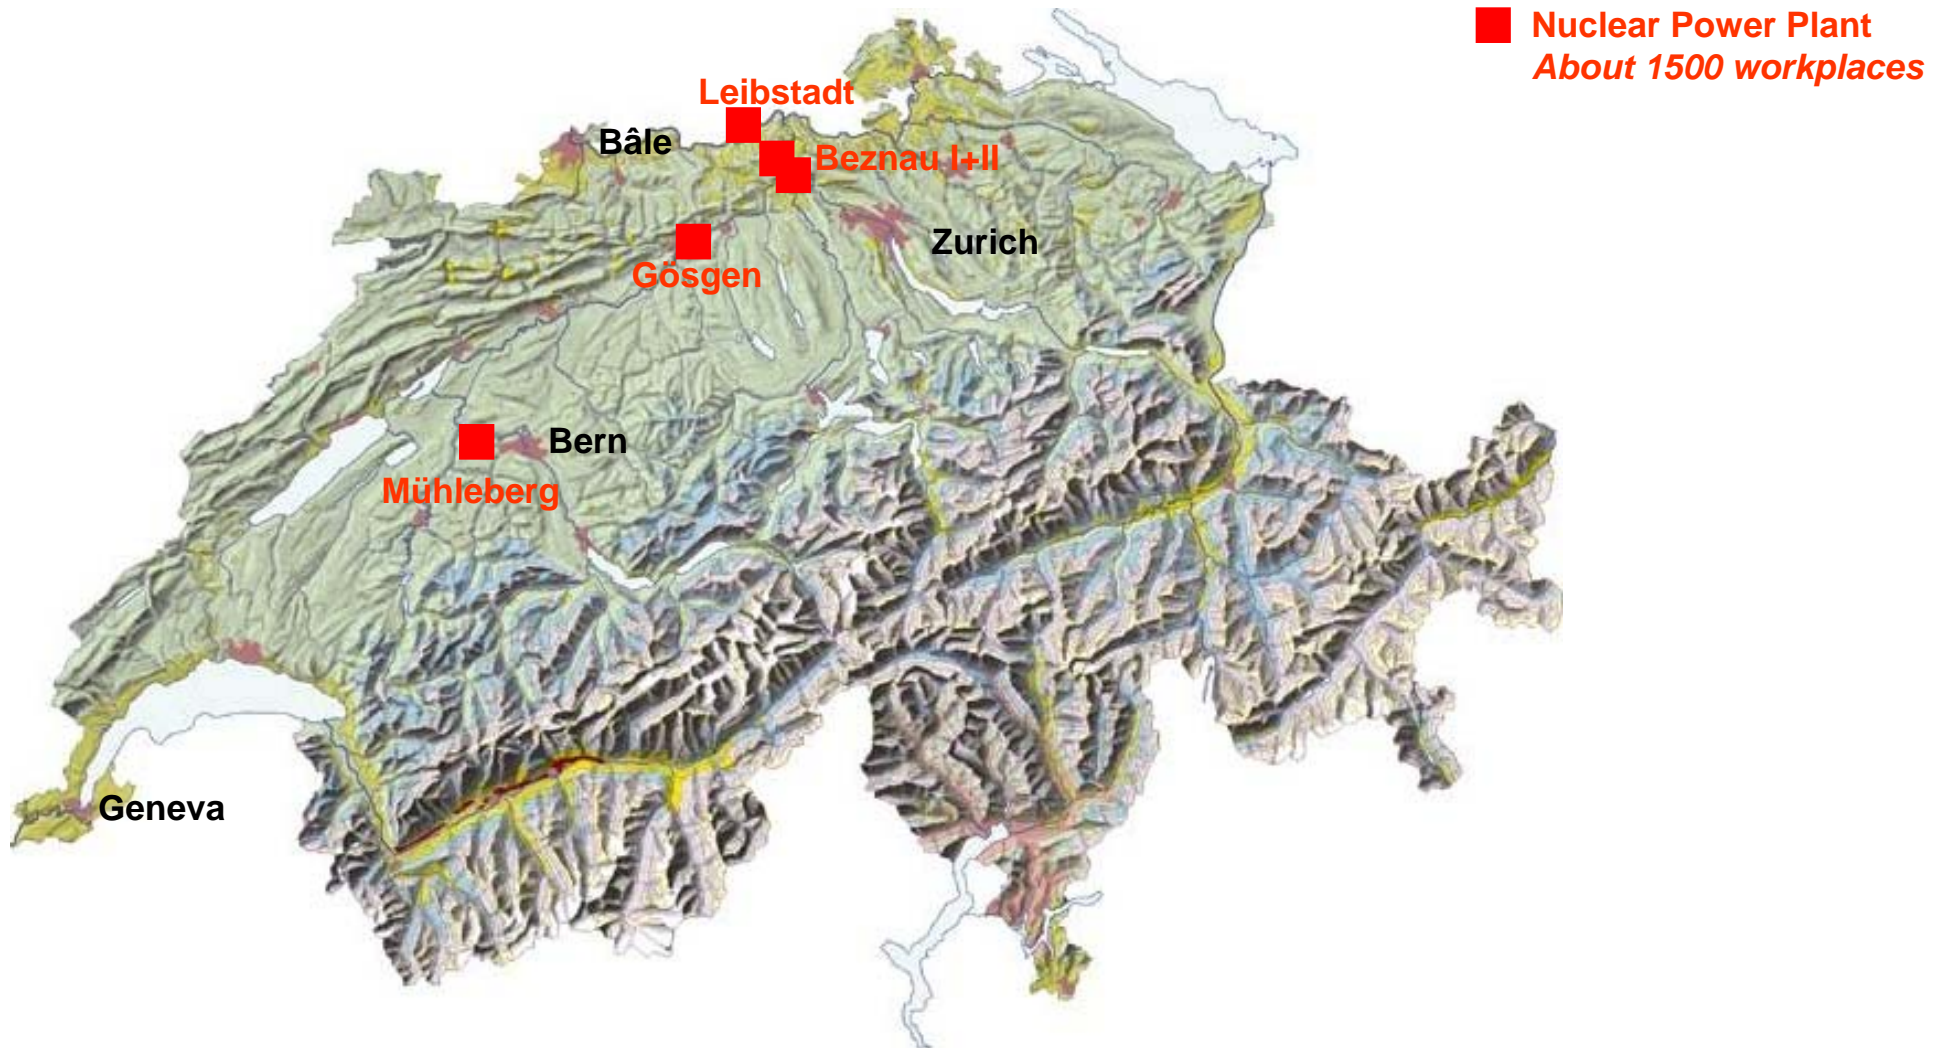 Nuclear Power Plant
About 1500 workplaces
Leibstadt
Bâle
Beznau I+II
Zurich
Gösgen
Bern
Mühleberg
Geneva